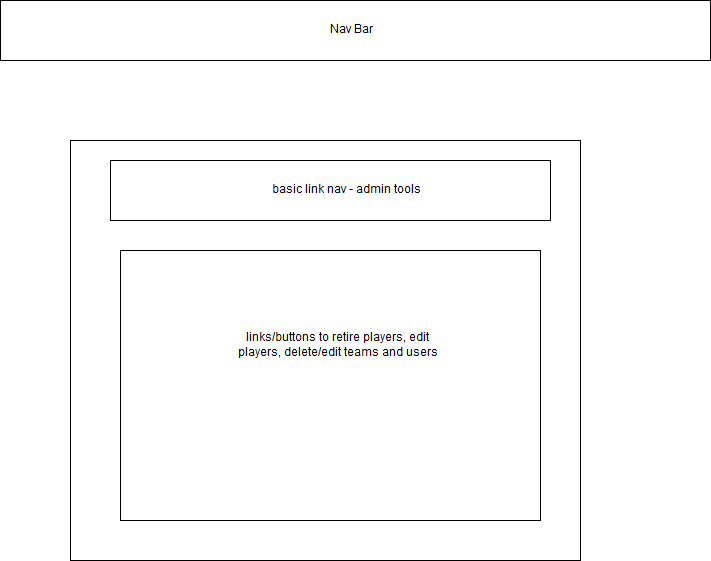 Nav Bar
basic link nav - admin tools
links/buttons to retire players, edit
players, delete/edit teams and users